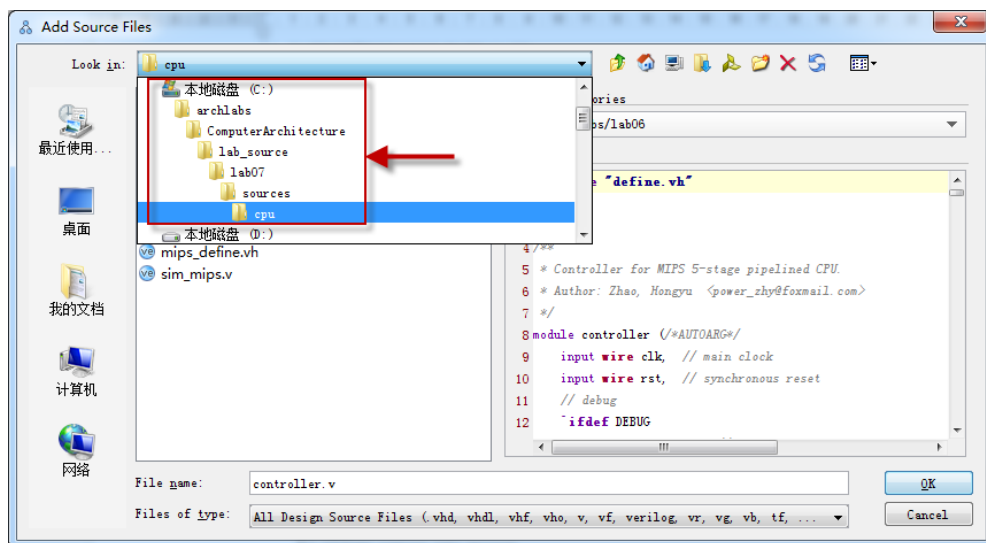 Add Source Files
Look in:
cpu
本地磁盘 (C:)
archlabs
ComputerArchitecture
lab_source
lab07
sources
cpu
本地磁盘 (D:)
mips_define.vh
sim_mips.v
最近使用...
桌面
我的文档
计算机
网络
ories
os/lab06
"define.vh"
4 /**
5 * Controller for MIPS 5-stage pipelined CPU.
6 * Author: Zhao, Hongyu <power_zhy@foxmail.com>
7 */
8 module controller (/*AUTOARG*/
9 input wire clk, // main clock
10 input wire rst, // synchronous reset
11 // debug
12 `ifdef DEBUG
File name:
controller.v
OK
Files of type:
All Design Source Files (.vhd, vhdl, vhf, vho, v, vf, verilog, vr, vg, vb, tf, ...
Cancel